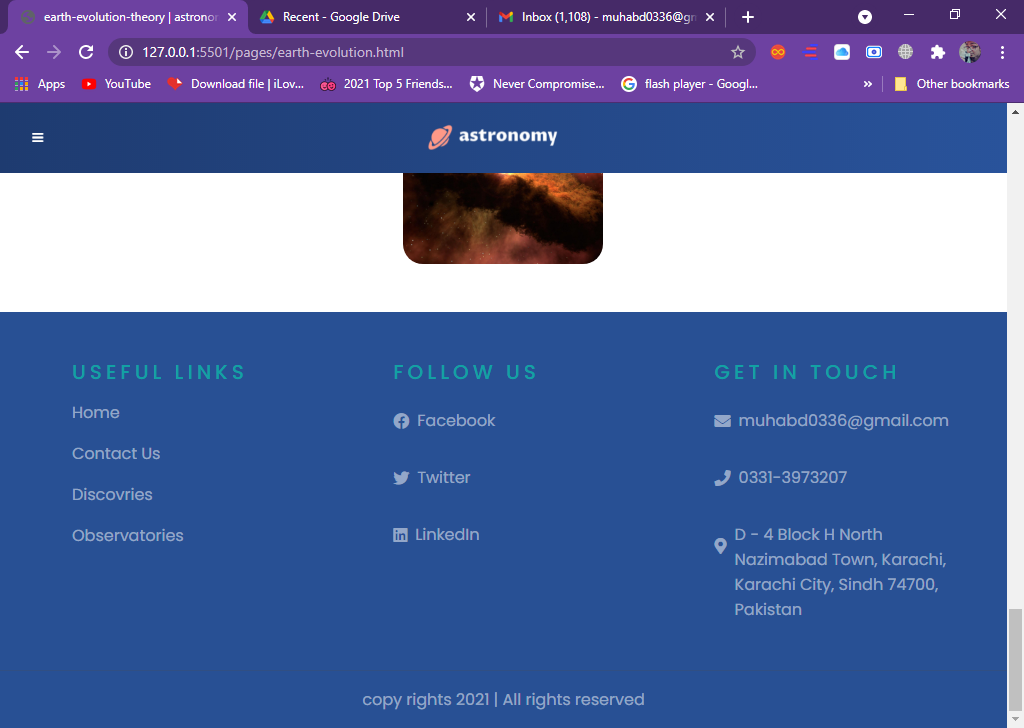 earth-evolution-theory | astronor
Recent - Google Drive
Inbox (1,108) - muhabd0336@gm
127.0.0.1:5501/pages/earth-evolution.html
Apps
YouTube
Download file | iLov...
2021 Top 5 Friends...
Never Compromise...
flash player - Googl...
»
Other bookmarks
astronomy
USEFUL LINKS
Home
Contact Us
Discovries
Observatories
FOLLOW US
Facebook
Twitter
LinkedIn
GET IN TOUCH
muhabd0336@gmail.com
0331-3973207
D - 4 Block H North
Nazimabad Town, Karachi,
Karachi City, Sindh 74700,
Pakistan
copy rights 2021 | All rights reserved